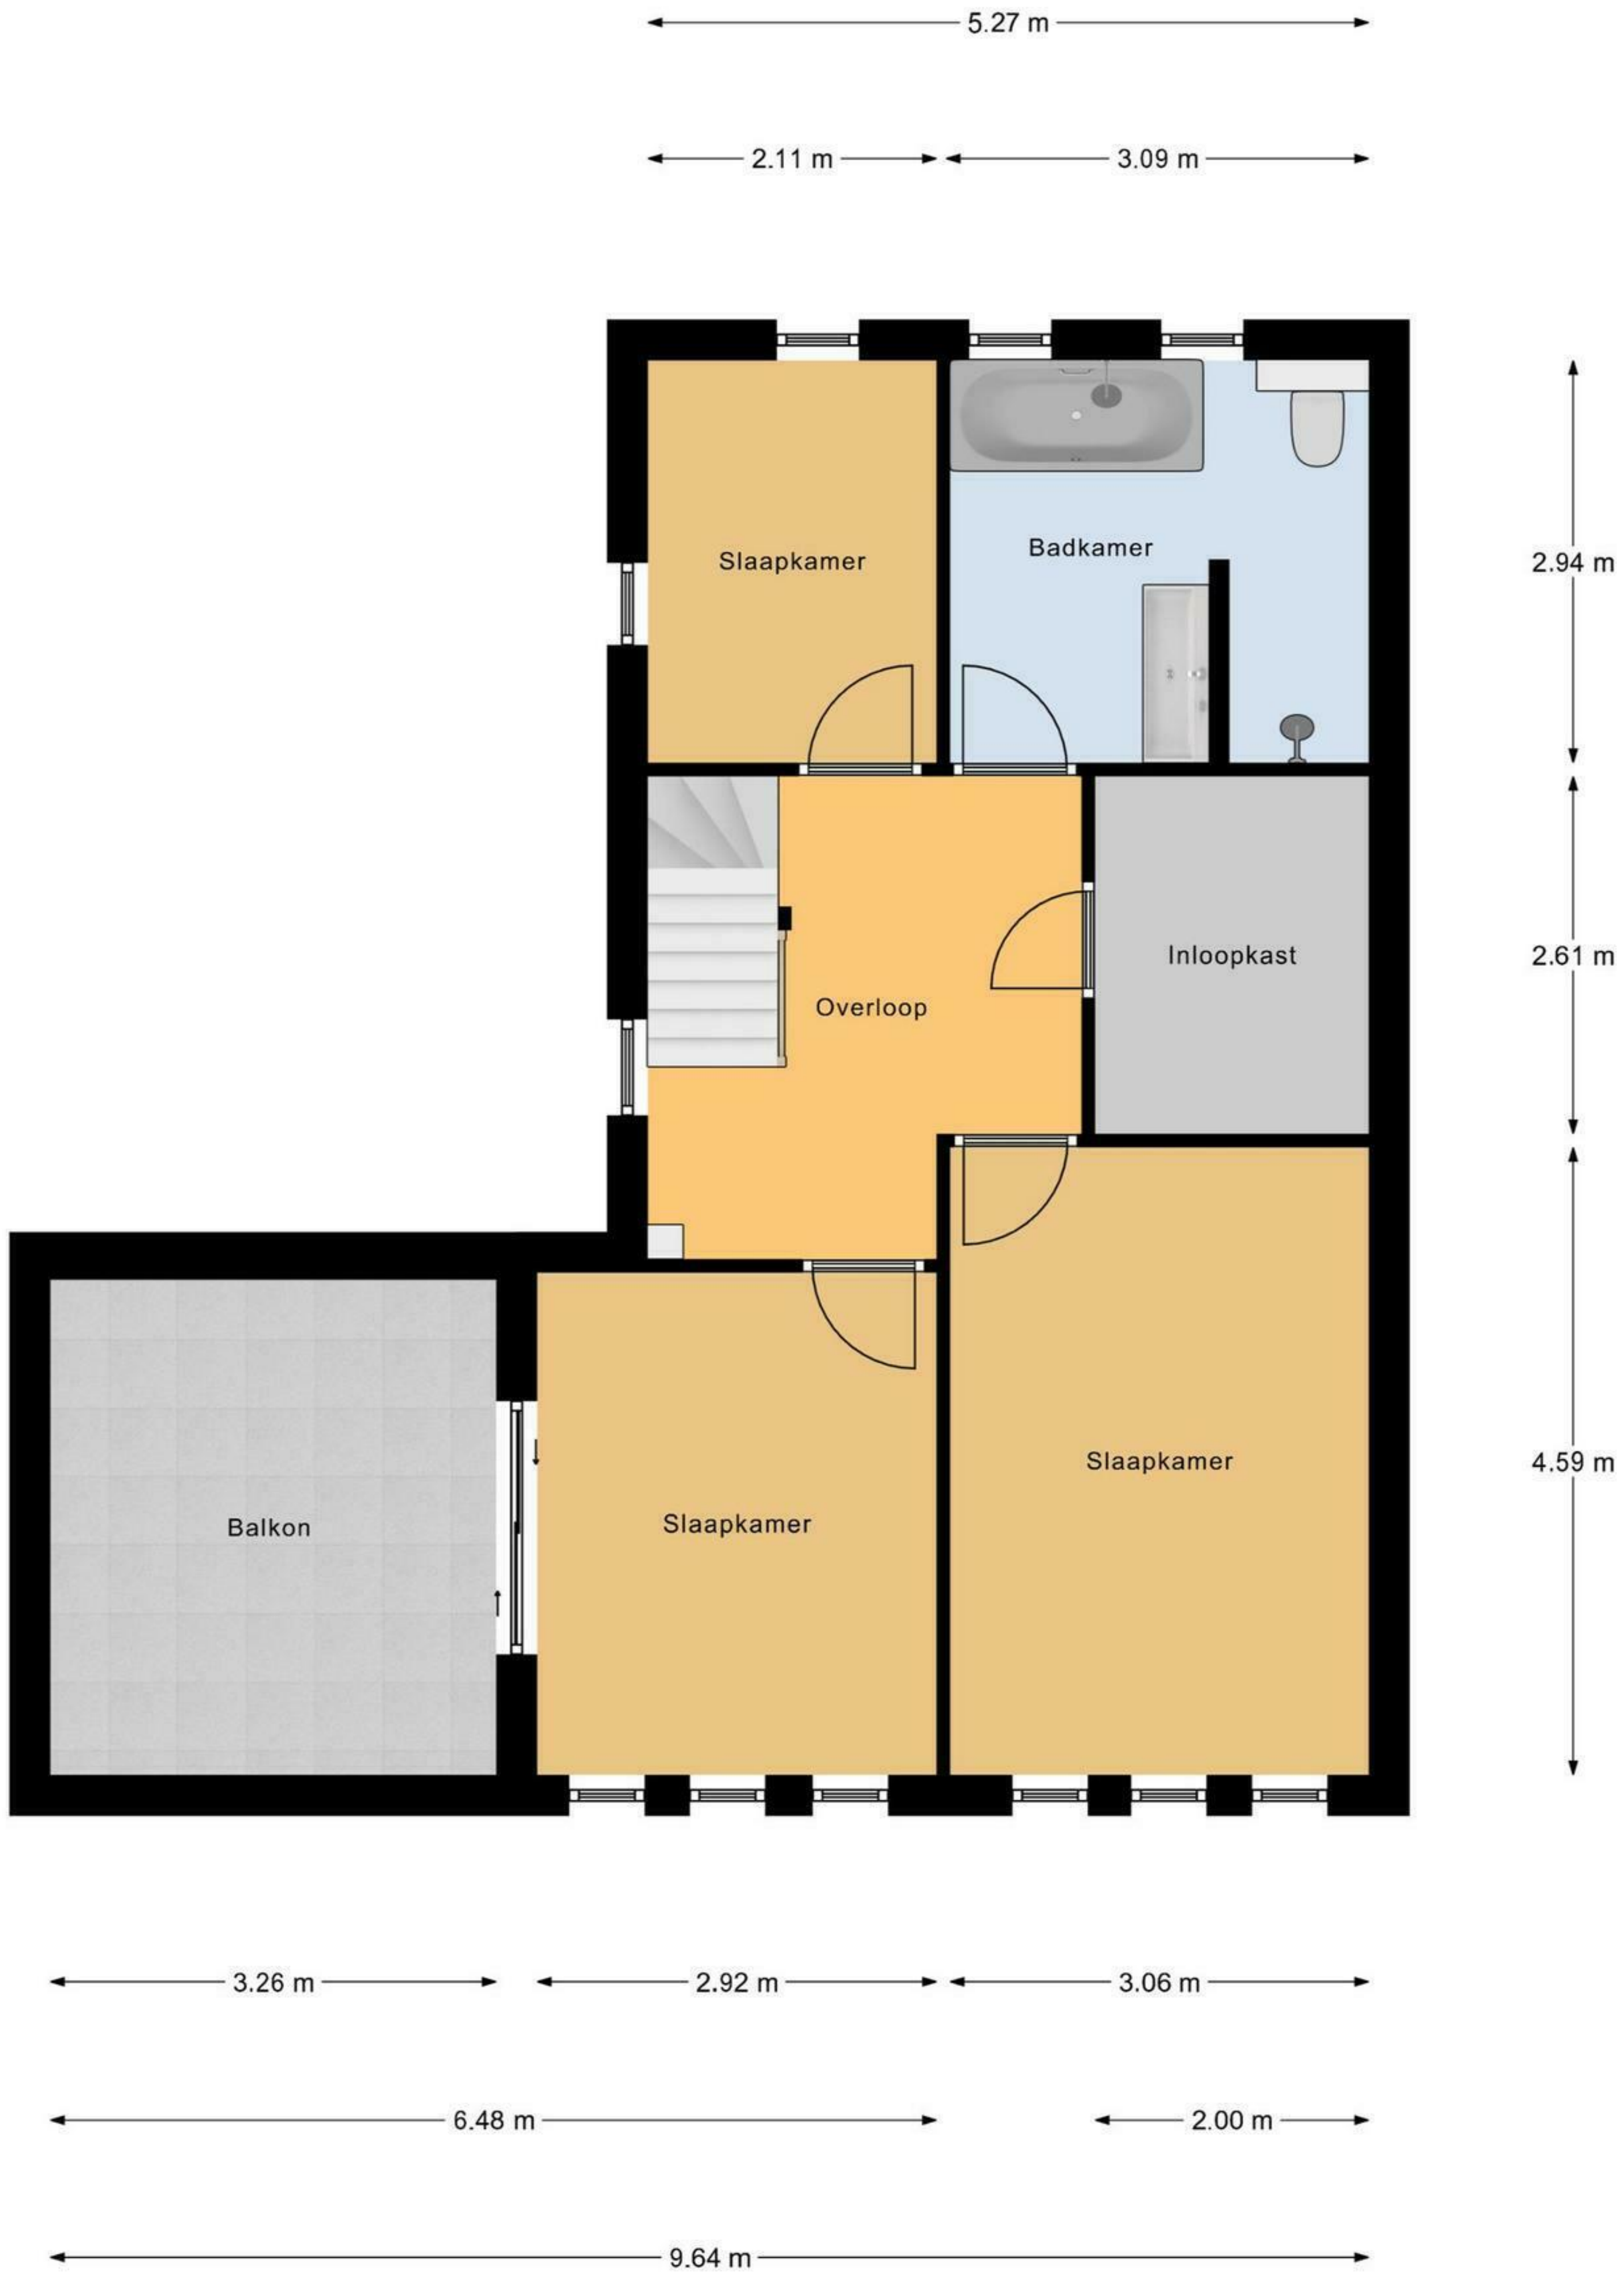 5.27 m
2.11 m
3.09 m
Slaapkamer
Badkamer
2.94 m
Overloop
Inloopkast
2.61 m
Balkon
Slaapkamer
Slaapkamer
4.59 m
3.26 m
2.92 m
3.06 m
6.48 m
2.00 m
9.64 m